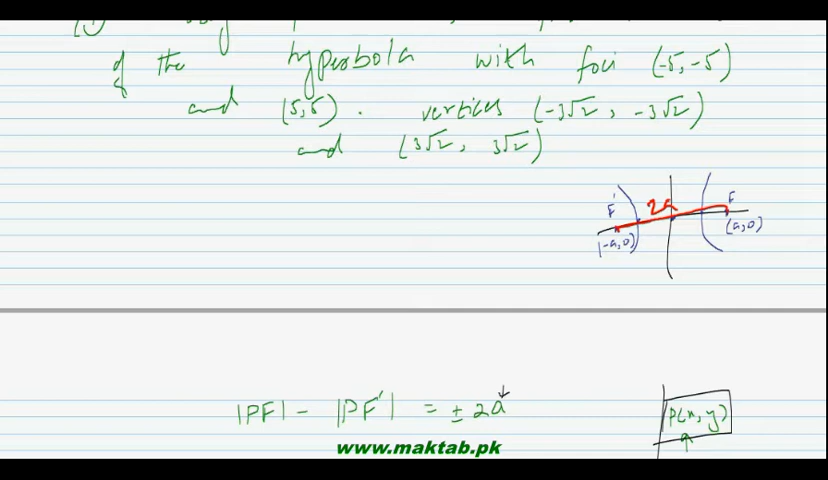 of the hyperbola with foci (-5, -5)
and (5, 5). vertices (-3√2, -3√2)
and (3√2, 3√2)
F' 2a F
(-a, 0) (a, 0)
|PF| - |PF'| = ± 2a
P(x, y)
www.maktab.pk